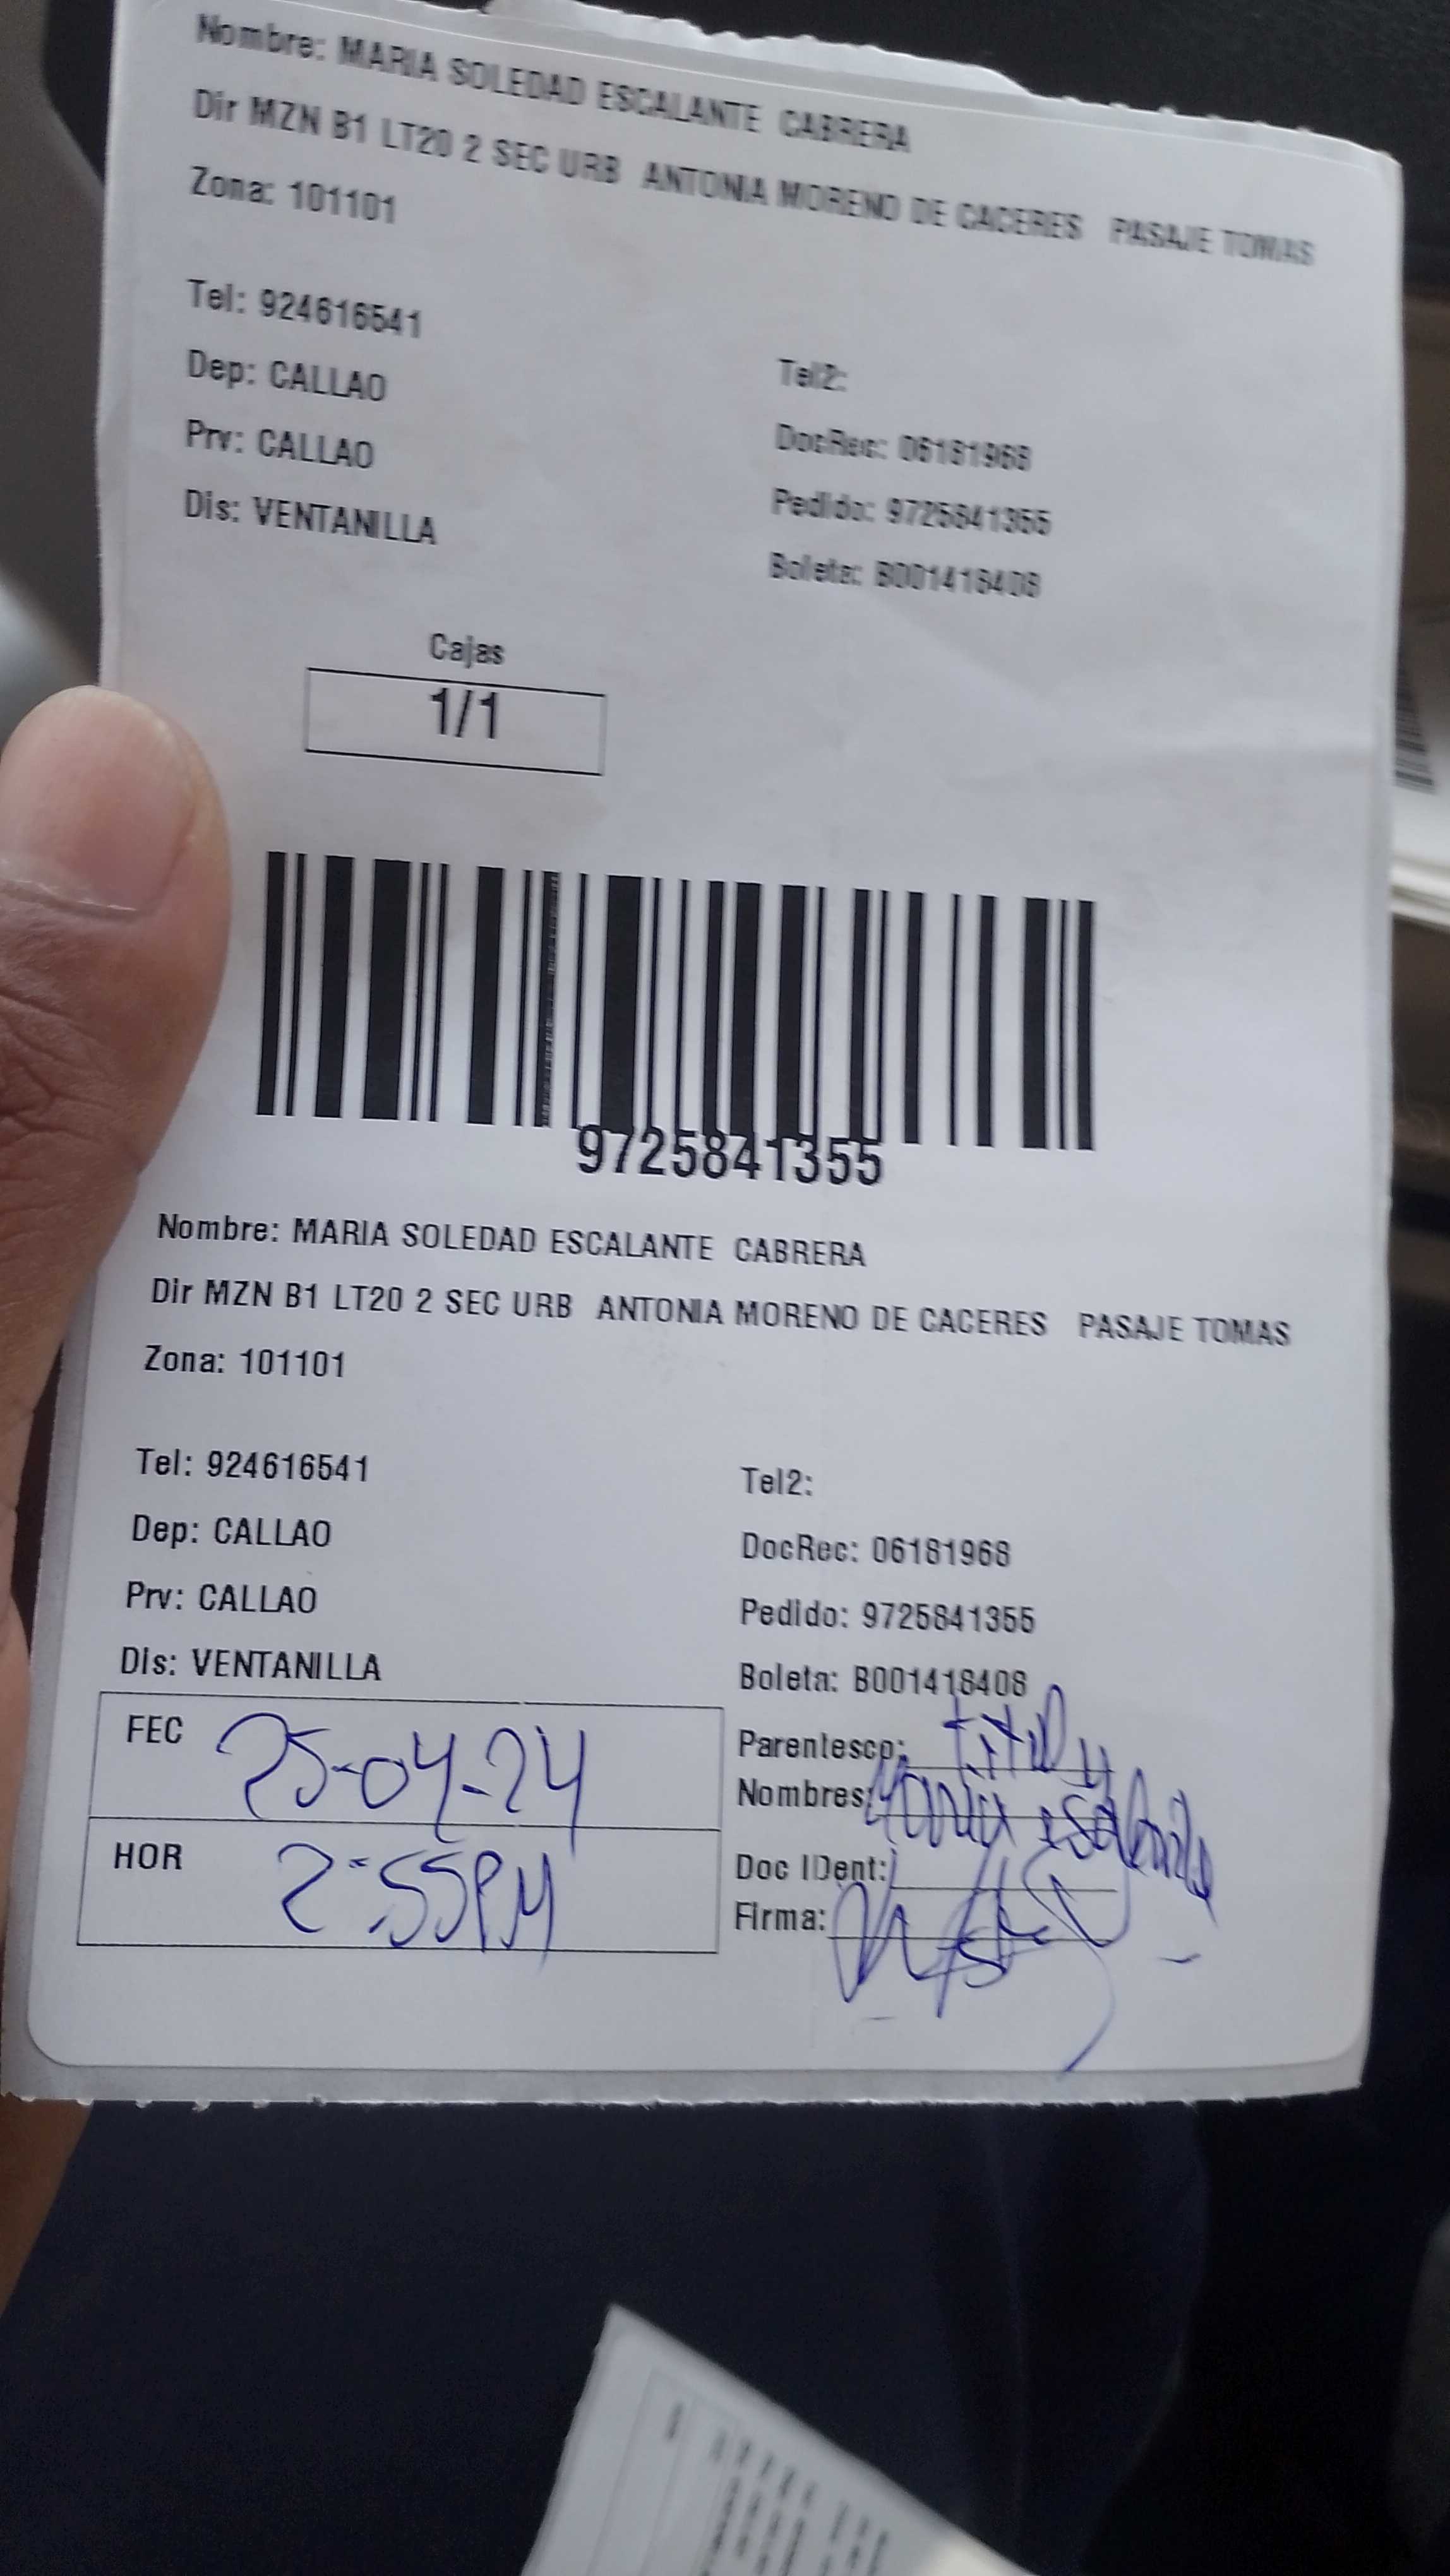 Nombre: MARIA SOLEDAD ESCALANTE CABRERA
Dir MZN B1 LT20 2 SEC URB ANTONIA MORENO DE CACERES PASAJE TOMAS
Zona: 101101
Tel: 924616541
Tel2:
Dep: CALLAO
DocRec: 06181968
Prv: CALLAO
Pedido: 9725841355
Dis: VENTANILLA
Boleta: B001418408
Cajas
1/1
9725841355
Nombre: MARIA SOLEDAD ESCALANTE CABRERA
Dir MZN B1 LT20 2 SEC URB ANTONIA MORENO DE CACERES PASAJE TOMAS
Zona: 101101
Tel: 924616541
Tel2:
Dep: CALLAO
DocRec: 06181968
Prv: CALLAO
Pedido: 9725841355
Dis: VENTANILLA
Boleta: B001418408
FEC 25-04-24
Parentesco:
Nombres: Maria
HOR 2:55PM
Doc IDent:
Firma: